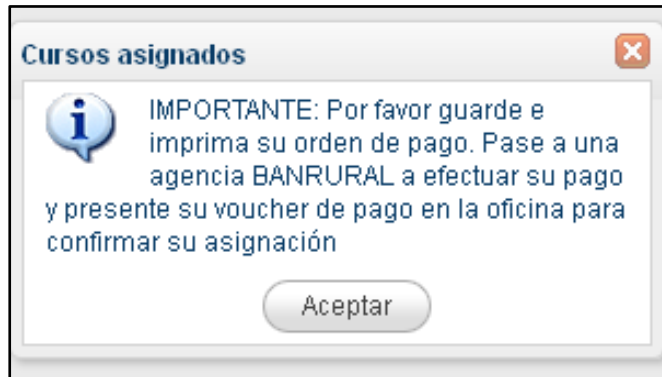 Cursos asignados
IMPORTANTE: Por favor guarde e
imprima su orden de pago. Pase a una
agencia BANRURAL a efectuar su pago
y presente su voucher de pago en la oficina para
confirmar su asignación
Aceptar